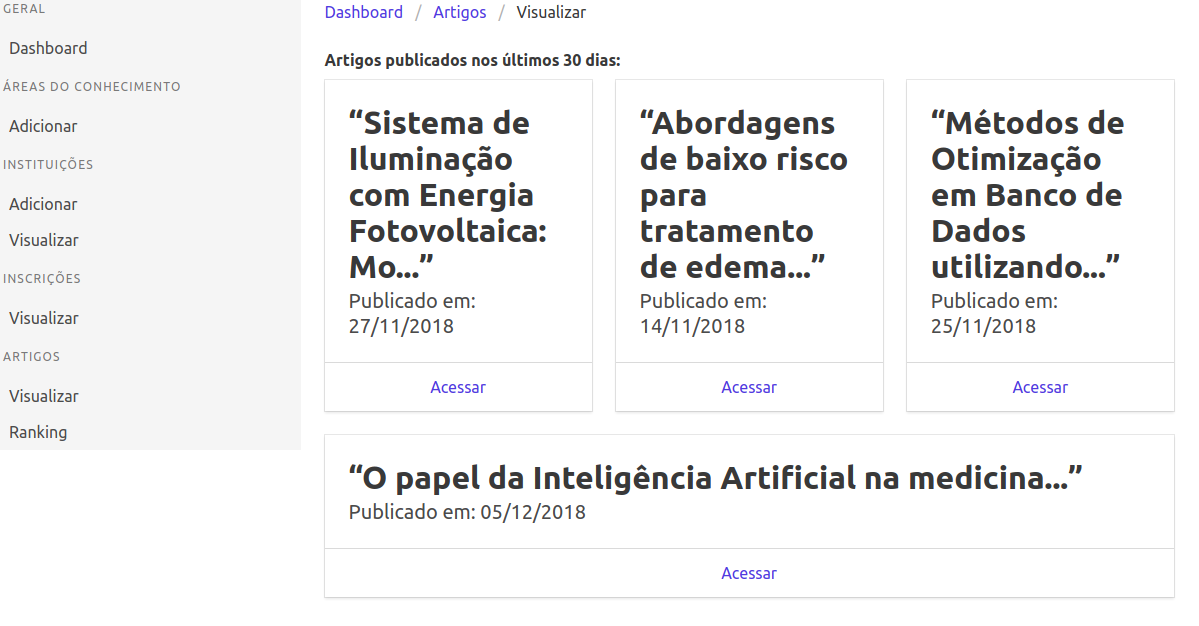 GERAL
Dashboard
ÁREAS DO CONHECIMENTO
Adicionar
INSTITUIÇÕES
Adicionar
Visualizar
INSCRIÇÕES
Visualizar
ARTIGOS
Visualizar
Ranking
Dashboard / Artigos / Visualizar
Artigos publicados nos últimos 30 dias:
“Sistema de
Iluminação
com Energia
Fotovoltaica:
Mo...”
Publicado em:
27/11/2018
Acessar
“Abordagens
de baixo risco
para
tratamento
de edema...”
Publicado em:
14/11/2018
Acessar
“Métodos de
Otimização
em Banco de
Dados
utilizando...”
Publicado em:
25/11/2018
Acessar
“O papel da Inteligência Artificial na medicina...”
Publicado em: 05/12/2018
Acessar